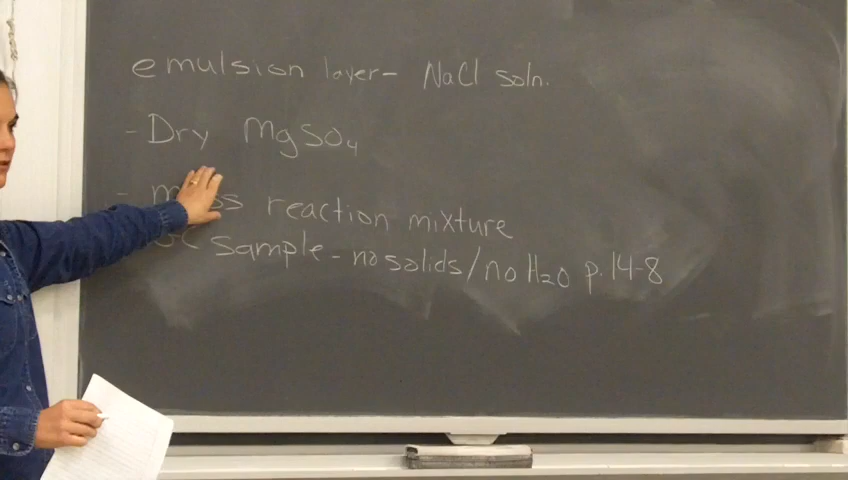 emulsion layer- NaCl soln.
- Dry MgSO₄
- mass reaction mixture
sample - no solids/no H₂O p.14-8